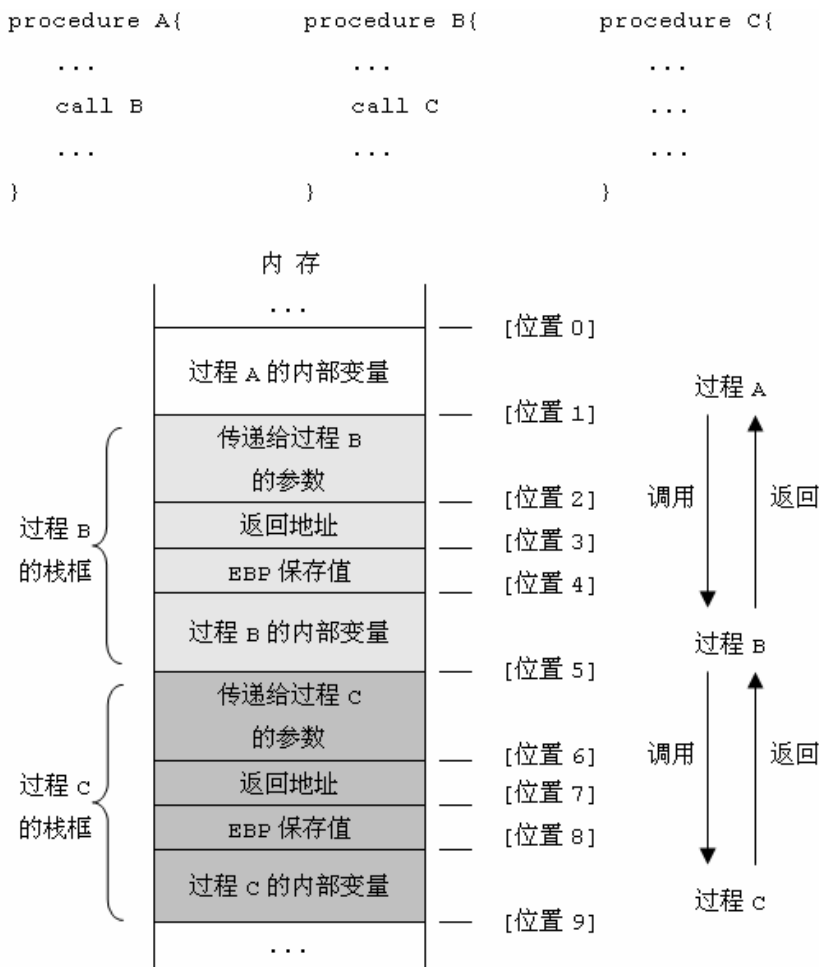 procedure A{ procedure B{ procedure C{
... ... ...
call B call C ...
... ... ...
} } }
内 存
...
[位置 0]
过程 A 的内部变量
过程 A
[位置 1]
传递给过程 B
的参数
[位置 2]
调用
返回
过程 B
的栈框
返回地址
[位置 3]
EBP 保存值
[位置 4]
过程 B 的内部变量
过程 B
[位置 5]
传递给过程 C
的参数
[位置 6]
调用
返回
过程 C
的栈框
返回地址
[位置 7]
EBP 保存值
[位置 8]
过程 C 的内部变量
过程 C
[位置 9]
...